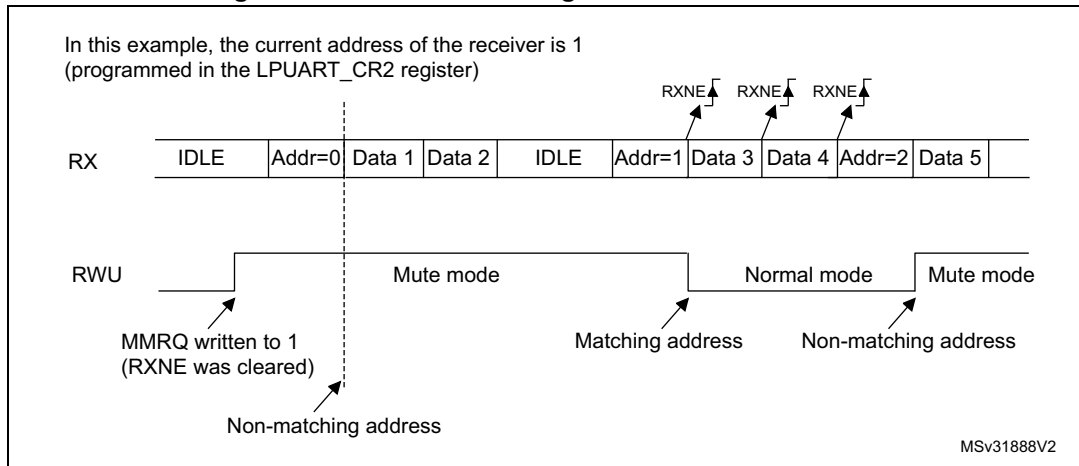 In this example, the current address of the receiver is 1
(programmed in the LPUART_CR2 register)
RXNE RXNE RXNE
RX IDLE Addr=0 Data 1 Data 2 IDLE Addr=1 Data 3 Data 4 Addr=2 Data 5
RWU Mute mode Normal mode Mute mode
MMRQ written to 1 Matching address Non-matching address
(RXNE was cleared)
Non-matching address
MSv31888V2